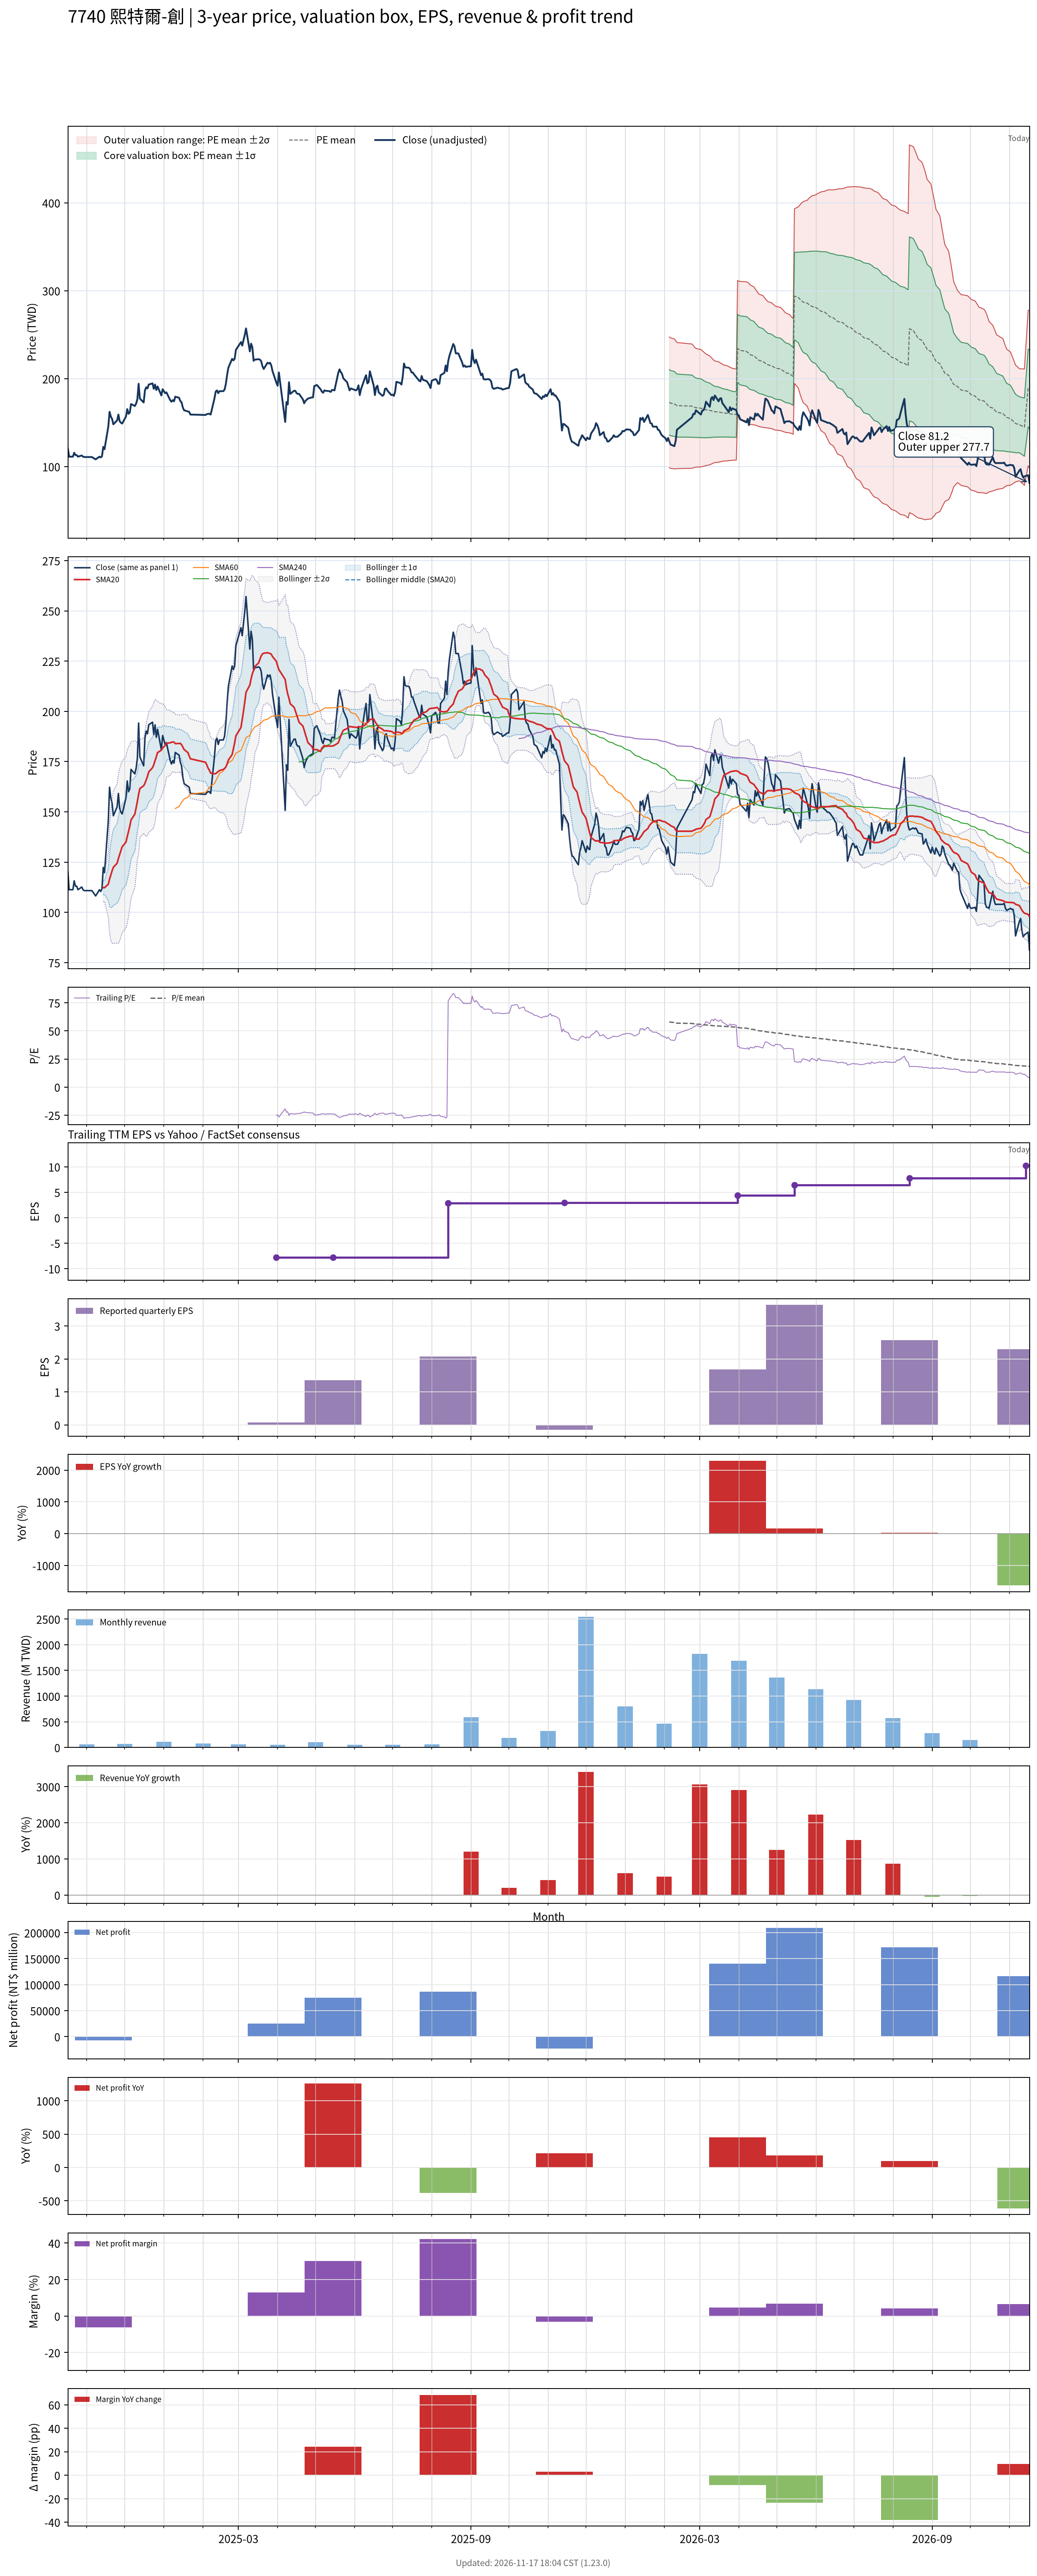 7740 熙特爾-創 | 3-year price, valuation box, EPS, revenue & profit trend
Outer valuation range: PE mean ±2σ
Core valuation box: PE mean ±1σ
PE mean
Close (unadjusted)
Today
Price (TWD)
400
300
200
100
Close 81.2
Outer upper 277.7
Close (same as panel 1)
SMA20
SMA60
SMA120
SMA240
Bollinger ±2σ
Bollinger ±1σ
Bollinger middle (SMA20)
Price
275
250
225
200
175
150
125
100
75
Trailing P/E
P/E mean
P/E
75
50
25
0
-25
Trailing TTM EPS vs Yahoo / FactSet consensus
Today
EPS
10
5
0
-5
-10
Reported quarterly EPS
EPS
3
2
1
0
EPS YoY growth
YoY (%)
2000
1000
0
-1000
Monthly revenue
Revenue (M TWD)
2500
2000
1500
1000
500
0
Revenue YoY growth
YoY (%)
3000
2000
1000
0
Month
Net profit
Net profit (NT$ million)
200000
150000
100000
50000
0
Net profit YoY
YoY (%)
1000
500
0
-500
Net profit margin
Margin (%)
40
20
0
-20
Margin YoY change
Δ margin (pp)
60
40
20
0
-20
-40
2025-03
2025-09
2026-03
2026-09
Updated: 2026-11-17 18:04 CST (1.23.0)